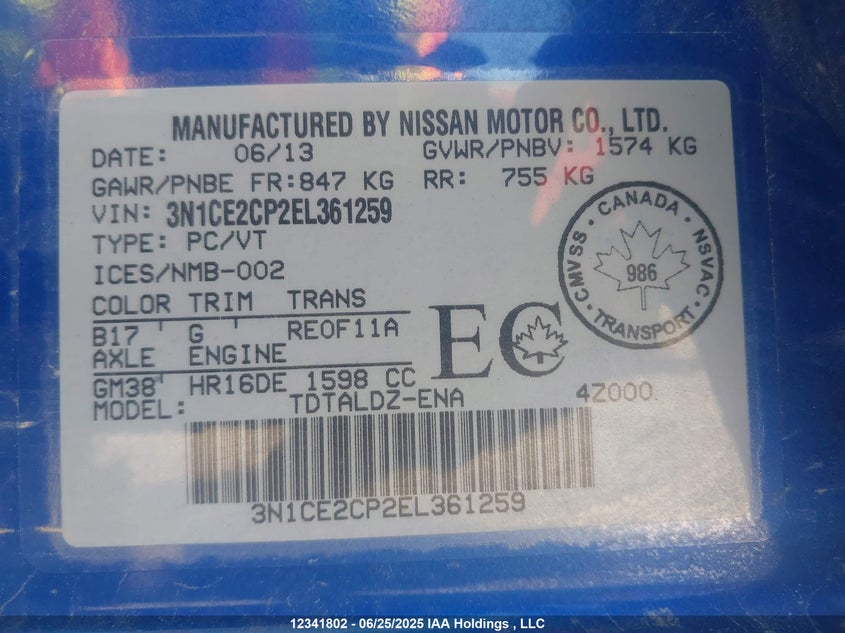 MANUFACTURED BY NISSAN MOTOR CO., LTD.
DATE: 06/13 GVWR/PNBV: 1574 KG
GAWR/PNBE FR:847 KG RR: 755 KG
VIN: 3N1CE2CP2EL361259
TYPE: PC/VT
ICES/NMB-002
COLOR TRIM TRANS
B17 G RE0F11A
AXLE ENGINE
GM38 HR16DE 1598 CC
MODEL: TDTALDZ-ENA 4Z000
EC
CMVSS · CANADA · NSVAC · TRANSPORT ·
986
3N1CE2CP2EL361259
12341802 - 06/25/2025 IAA Holdings , LLC